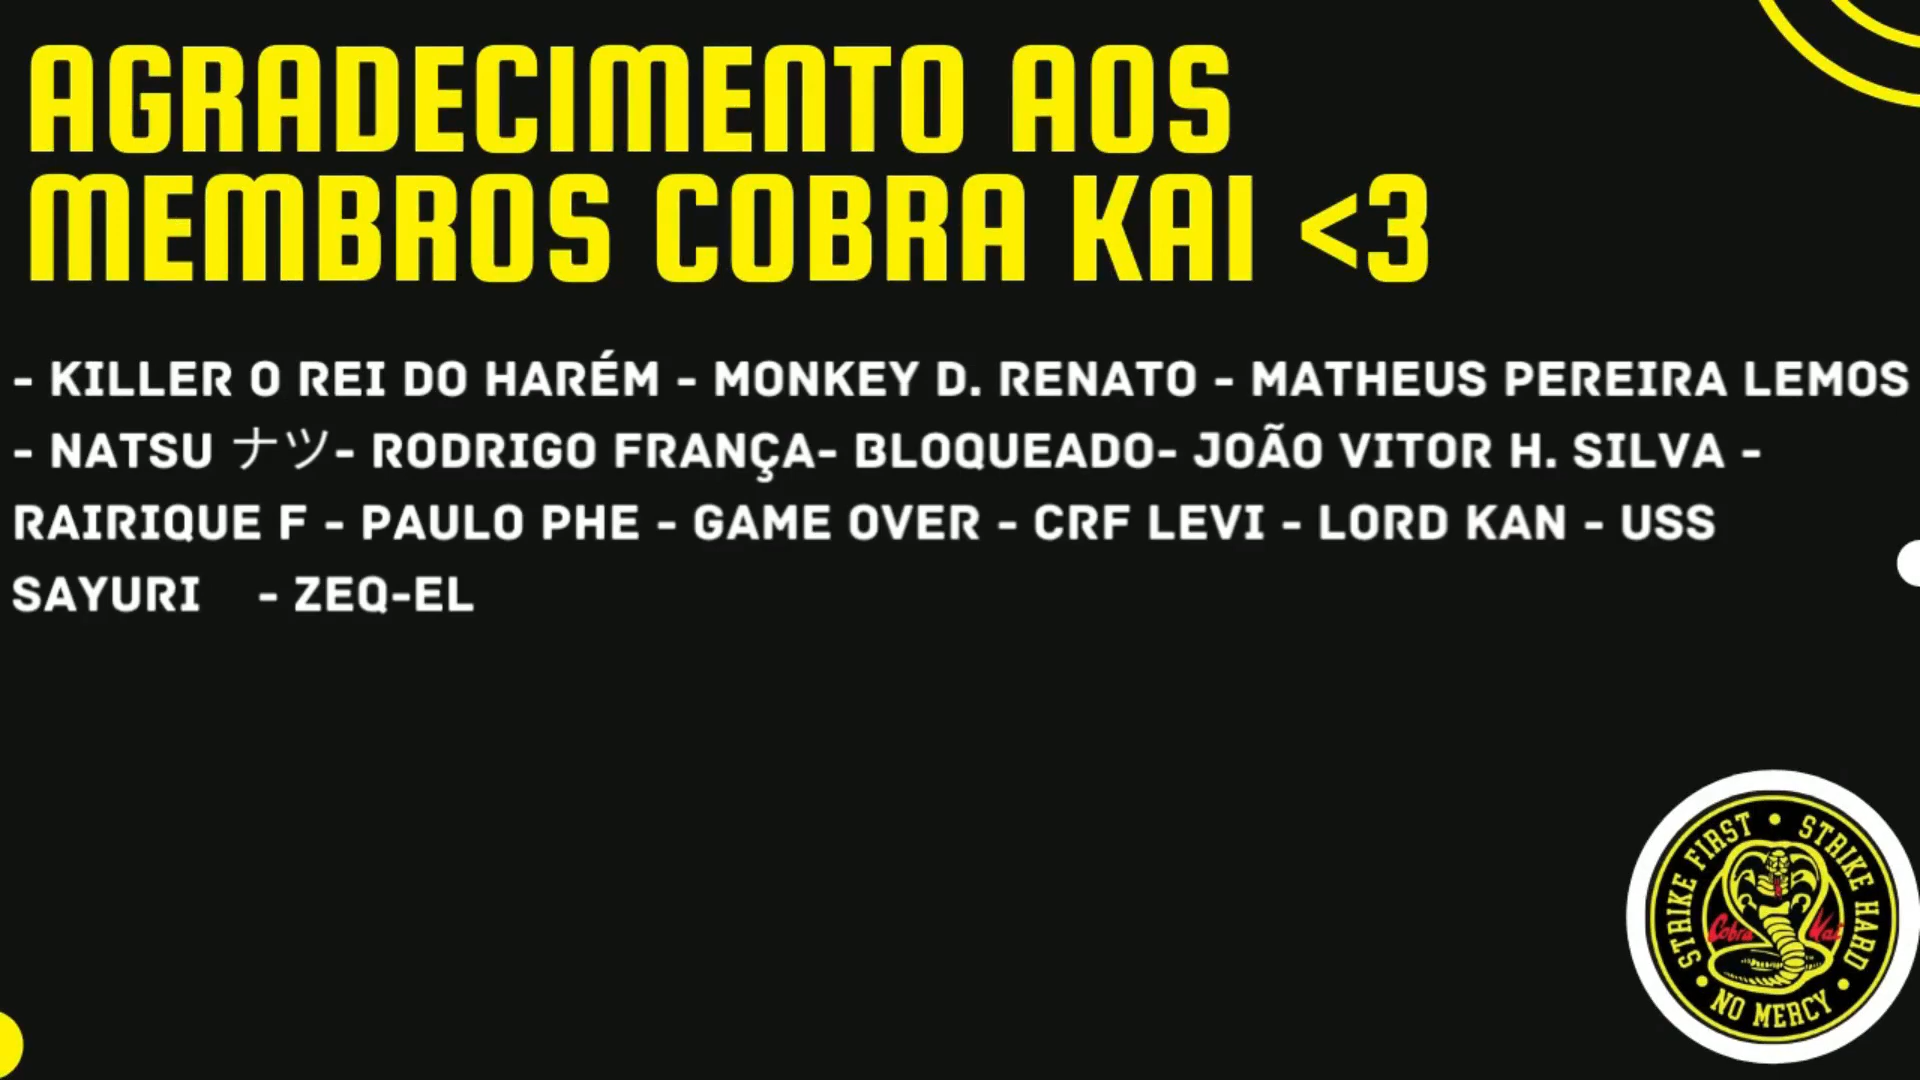 AGRADECIMENTO AOS
MEMBROS COBRA KAI <3
- KILLER O REI DO HARÉM - MONKEY D. RENATO - MATHEUS PEREIRA LEMOS
- NATSU ナツ- RODRIGO FRANÇA- BLOQUEADO- JOÃO VITOR H. SILVA -
RAIRIQUE F - PAULO PHE - GAME OVER - CRF LEVI - LORD KAN - USS
SAYURI - ZEQ-EL
STRIKE FIRST • STRIKE HARD • NO MERCY •
Cobra Kai